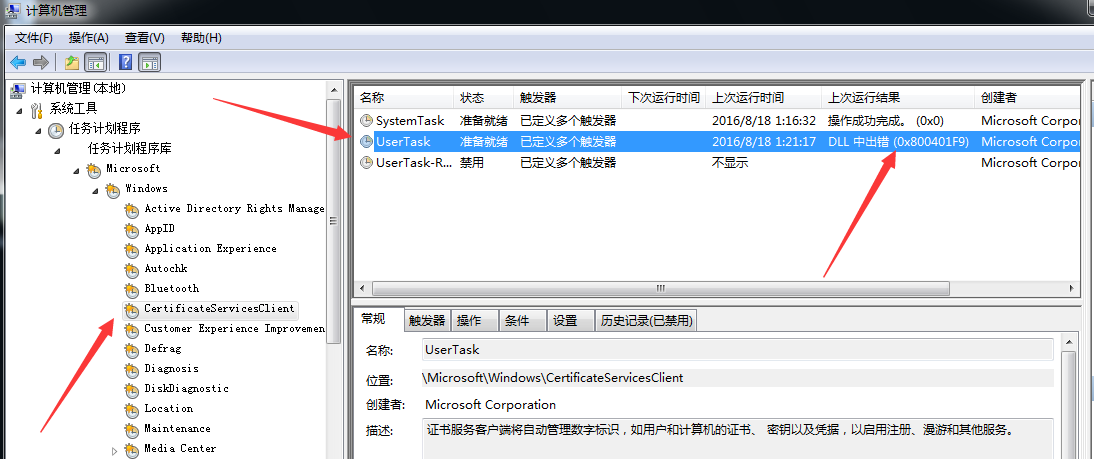 计算机管理
文件(F) 操作(A) 查看(V) 帮助(H)
计算机管理(本地)
系统工具
任务计划程序
任务计划程序库
Microsoft
Windows
Active Directory Rights Manage
AppID
Application Experience
Autochk
Bluetooth
CertificateServicesClient
Customer Experience Improvemen
Defrag
Diagnosis
DiskDiagnostic
Location
Maintenance
Media Center
名称 状态 触发器 下次运行时间 上次运行时间 上次运行结果 创建者
SystemTask 准备就绪 已定义多个触发器 2016/8/18 1:16:32 操作成功完成。 (0x0) Microsoft Corpor
UserTask 准备就绪 已定义多个触发器 2016/8/18 1:21:17 DLL 中出错 (0x800401F9) Microsoft Corpo
UserTask-R... 禁用 已定义多个触发器 不显示 Microsoft Corpo
常规 触发器 操作 条件 设置 历史记录(已禁用)
名称: UserTask
位置: \Microsoft\Windows\CertificateServicesClient
创建者: Microsoft Corporation
描述: 证书服务客户端将自动管理数字标识，如用户和计算机的证书、 密钥以及凭据，以启用注册、漫游和其他服务。